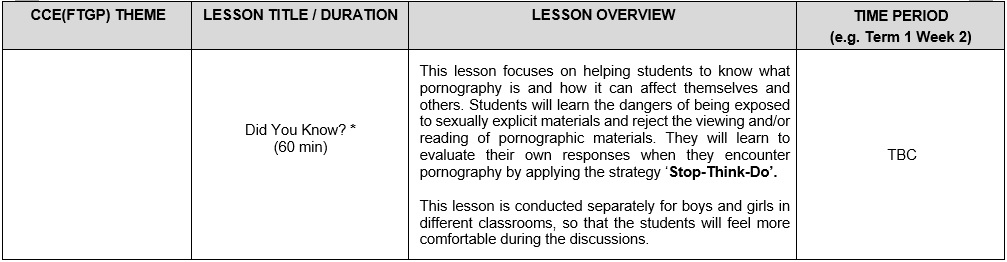 CCE(FTGP) THEME
LESSON TITLE / DURATION
LESSON OVERVIEW
TIME PERIOD
(e.g. Term 1 Week 2)
Did You Know? *
(60 min)
This lesson focuses on helping students to know what
pornography is and how it can affect themselves and
others. Students will learn the dangers of being exposed
to sexually explicit materials and reject the viewing and/or
reading of pornographic materials. They will learn to
evaluate their own responses when they encounter
pornography by applying the strategy ‘Stop-Think-Do’.
This lesson is conducted separately for boys and girls in
different classrooms, so that the students will feel more
comfortable during the discussions.
TBC